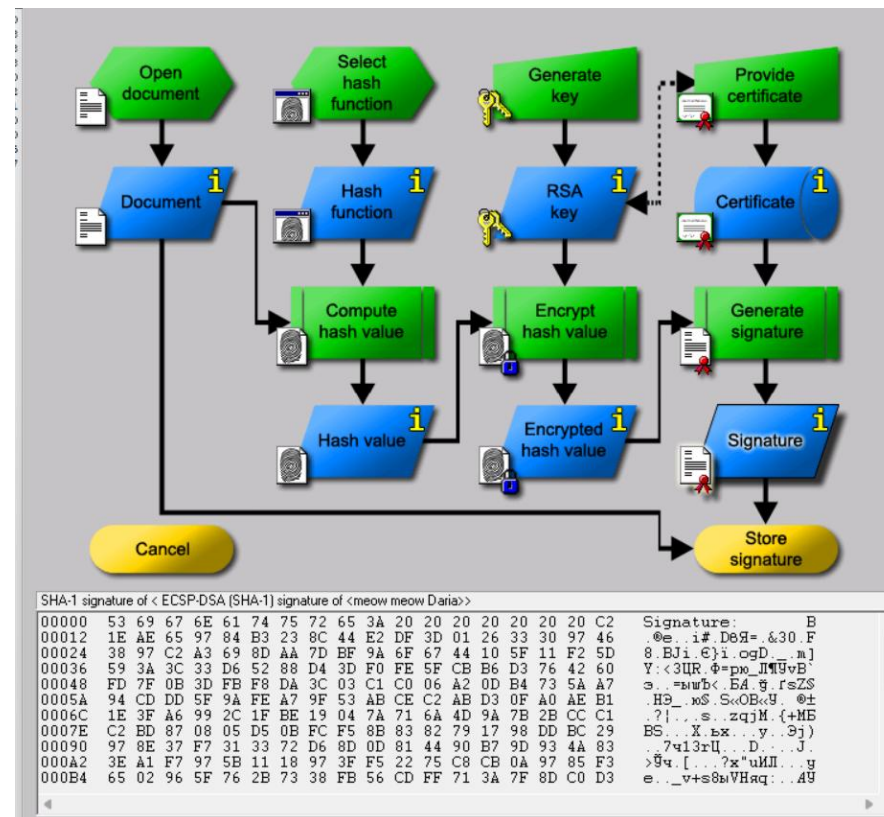 Open
document
Select
hash
function
Generate
key
Provide
certificate
Document
i
Hash
function
i
RSA
key
i
Certificate
i
Compute
hash value
Encrypt
hash value
Generate
signature
Hash value
i
Encrypted
hash value
i
Signature
i
Cancel
Store
signature
SHA-1 signature of < ECSP-DSA (SHA-1) signature of <meow meow Daria>>
00000 53 69 67 6E 61 74 75 72 65 3A 20 20 20 20 20 20 20 C2 Signature: В
00012 1E AE 65 97 84 B3 23 8C 44 E2 DF 3D 01 26 33 30 97 46 .®e..i#.DвЯ=.&30.F
00024 38 97 C2 A3 69 8D AA 7D BF 9A 6F 67 44 10 5F 11 F2 5D
00036 59 3A 3C 33 D6 52 88 D4 3D F0 FE 5F CB B6 D3 76 42 60
00048 FD 7F 0B 3D FB F8 DA 3C 03 C1 C0 06 A2 0D B4 73 5A A7
0005A 94 CD DD 5F 9A FE A7 9F 53 AB CE C2 AB D3 0F A0 AE B1
0006C 1E 3F A6 99 2C 1F BE 19 04 7A 71 6A 4D 9A 7B 2B CC C1
0007E C2 BD 87 08 05 D5 0B FC F5 8B 83 82 79 17 98 DD BC 29
00090 97 8E 37 F7 31 33 72 D6 8D 0D 81 44 90 B7 9D 93 4A 83
000A2 3E A1 F7 97 5B 11 18 97 3F F5 22 75 C8 CB 0A 97 85 F3
000B4 65 02 96 5F 76 2B 73 38 FB 56 CD FF 71 3A 7F 8D C0 D3